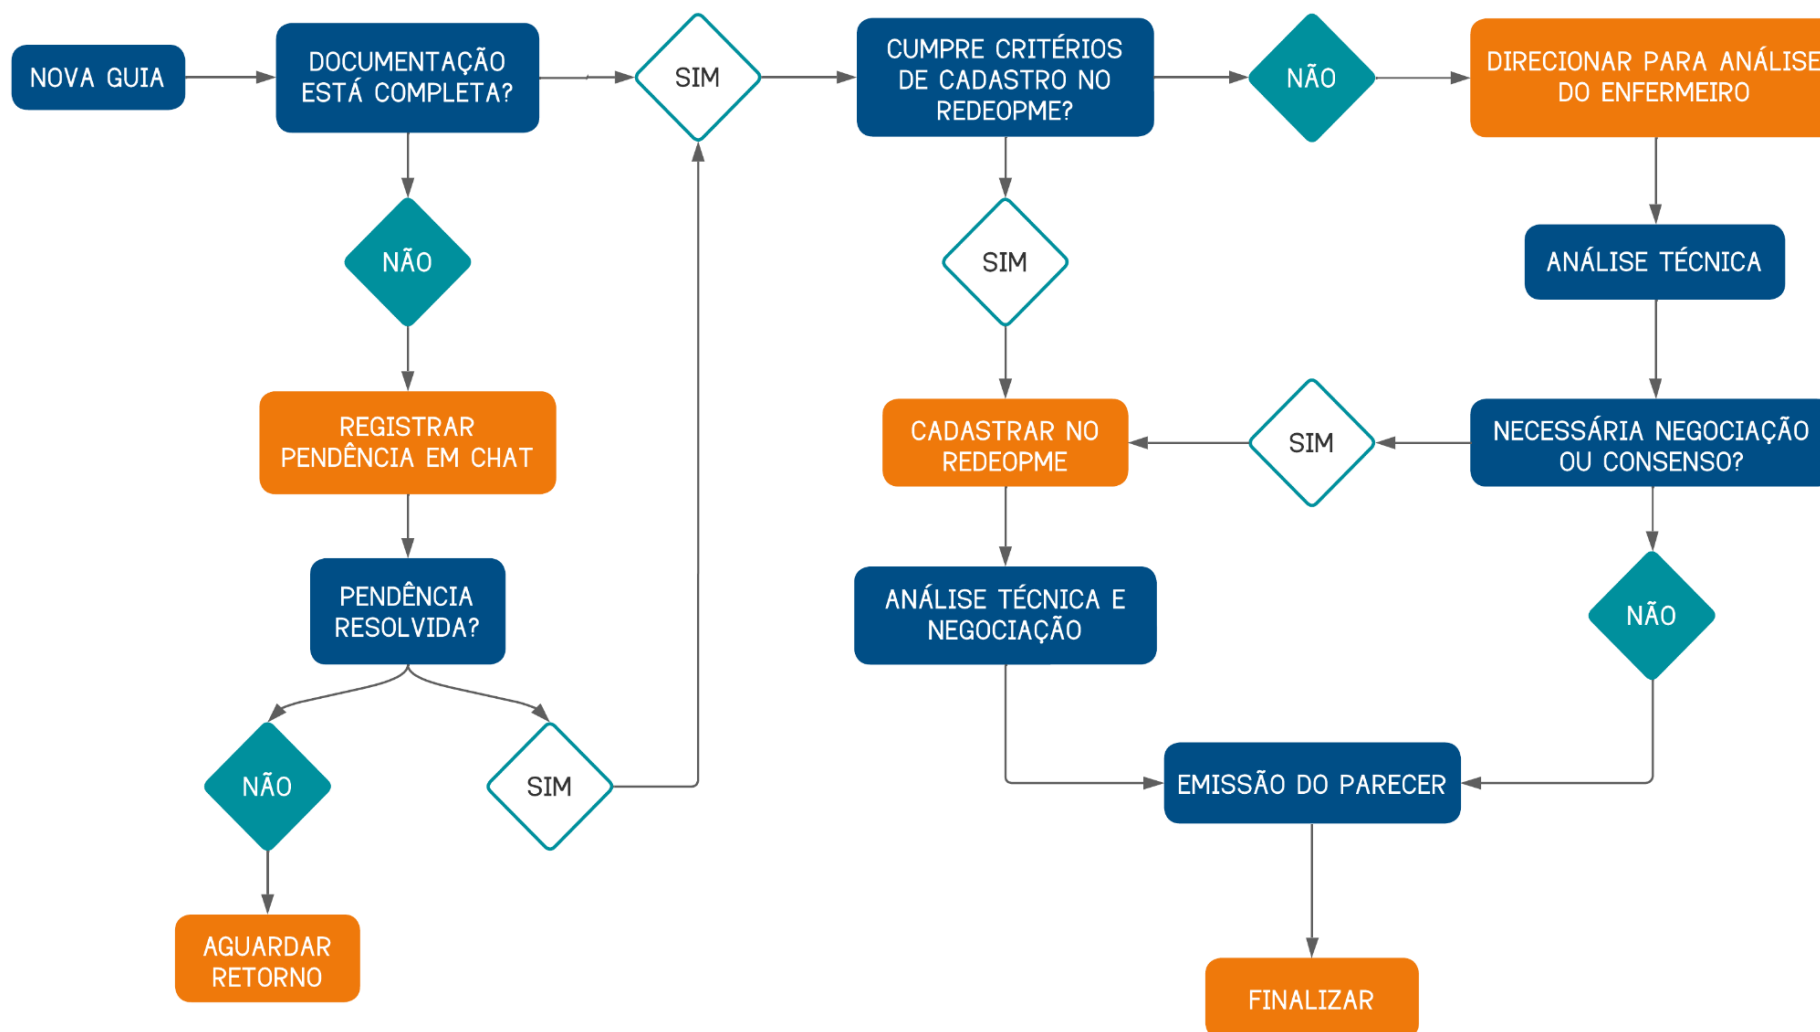 NOVA GUIA
DOCUMENTAÇÃO
ESTÁ COMPLETA?
SIM
CUMPRE CRITÉRIOS
DE CADASTRO NO
REDEOPME?
NÃO
DIRECIONAR PARA ANÁLISE
DO ENFERMEIRO
NÃO
SIM
ANÁLISE TÉCNICA
REGISTRAR
PENDÊNCIA EM CHAT
CADASTRAR NO
REDEOPME
SIM
NECESSÁRIA NEGOCIAÇÃO
OU CONSENSO?
PENDÊNCIA
RESOLVIDA?
ANÁLISE TÉCNICA E
NEGOCIAÇÃO
NÃO
NÃO
SIM
EMISSÃO DO PARECER
AGUARDAR
RETORNO
FINALIZAR